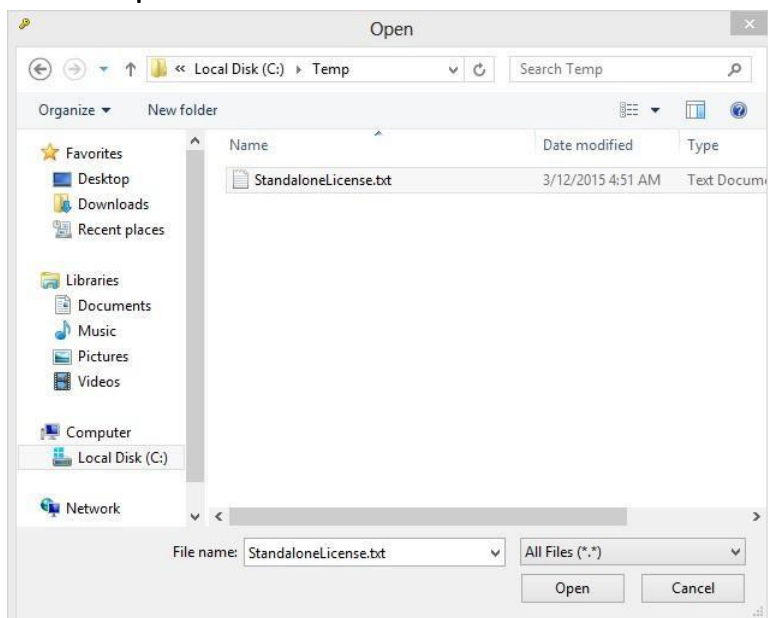 Open
« Local Disk (C:) ▸ Temp
Search Temp
Organize
New folder
Name
Date modified
Type
StandaloneLicense.txt
3/12/2015 4:51 AM
Text Docum
Favorites
Desktop
Downloads
Recent places
Libraries
Documents
Music
Pictures
Videos
Computer
Local Disk (C:)
Network
File name: StandaloneLicense.txt
All Files (*.*)
Open
Cancel